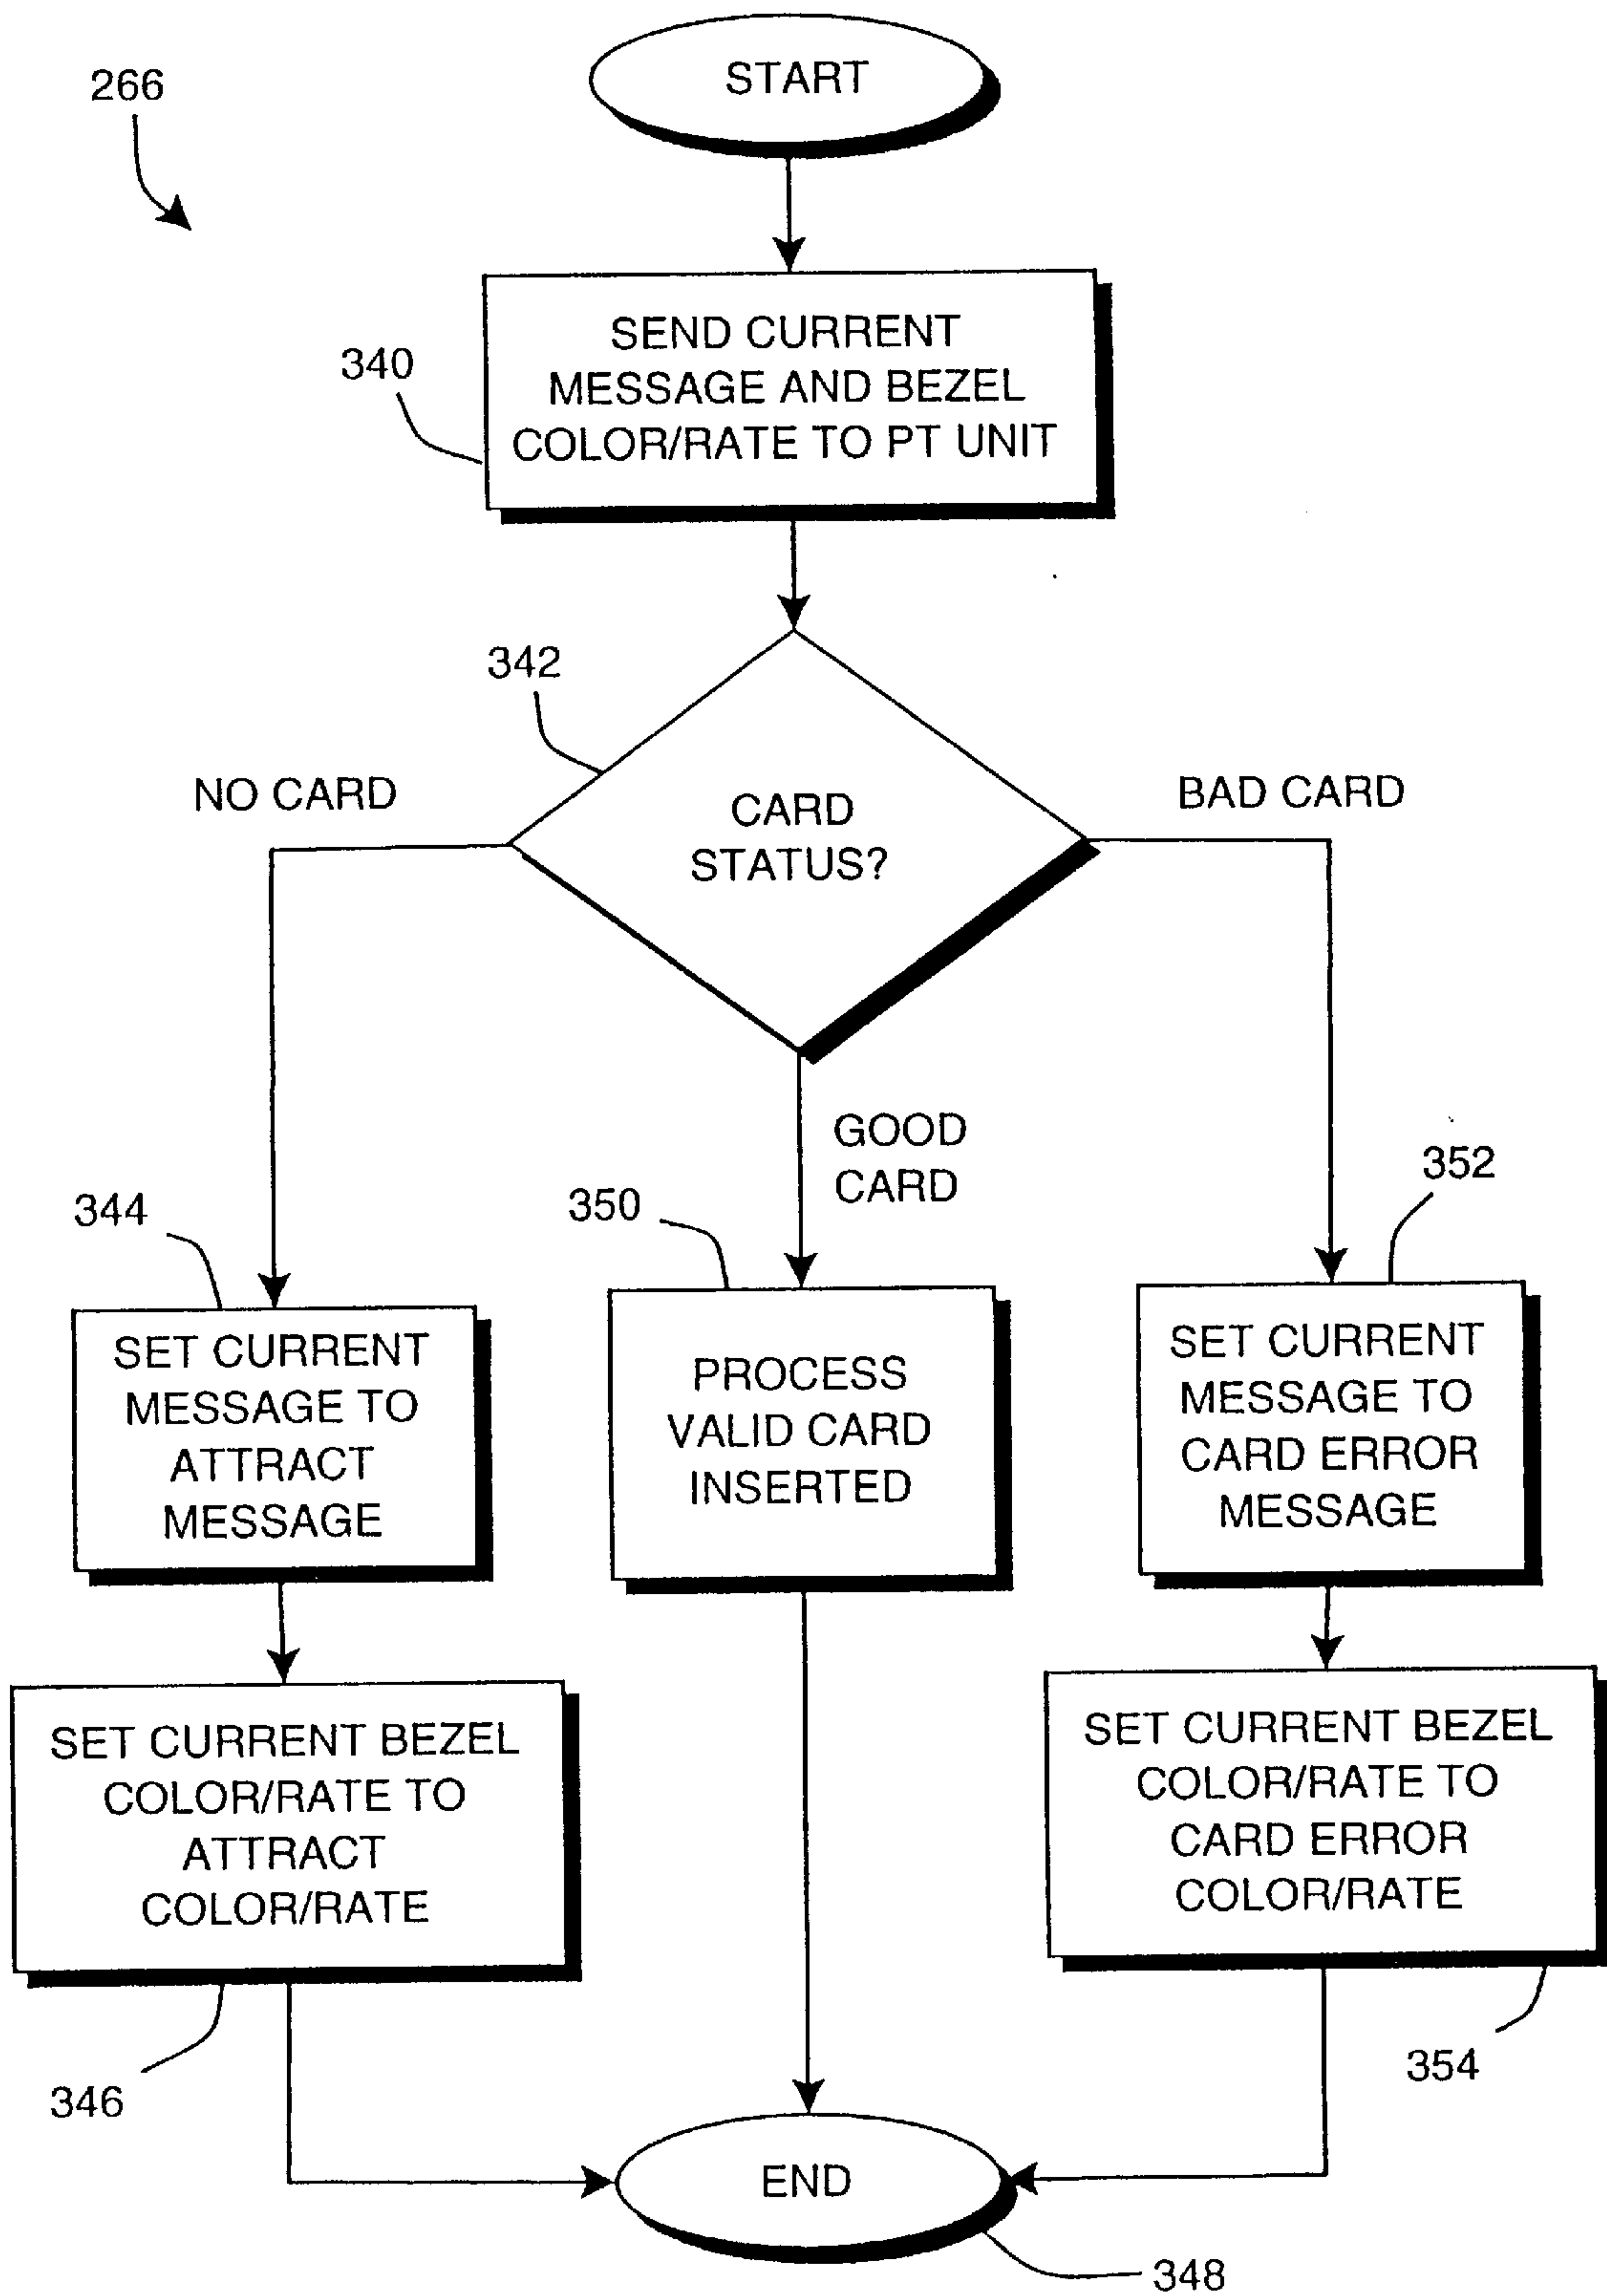 START
266
SEND CURRENT
MESSAGE AND BEZEL
COLOR/RATE TO PT UNIT
340
342
NO CARD
CARD
STATUS?
BAD CARD
GOOD
CARD
344
350
352
SET CURRENT
MESSAGE TO
ATTRACT
MESSAGE
PROCESS
VALID CARD
INSERTED
SET CURRENT
MESSAGE TO
CARD ERROR
MESSAGE
SET CURRENT BEZEL
COLOR/RATE TO
ATTRACT
COLOR/RATE
SET CURRENT BEZEL
COLOR/RATE TO
CARD ERROR
COLOR/RATE
346
354
END
348